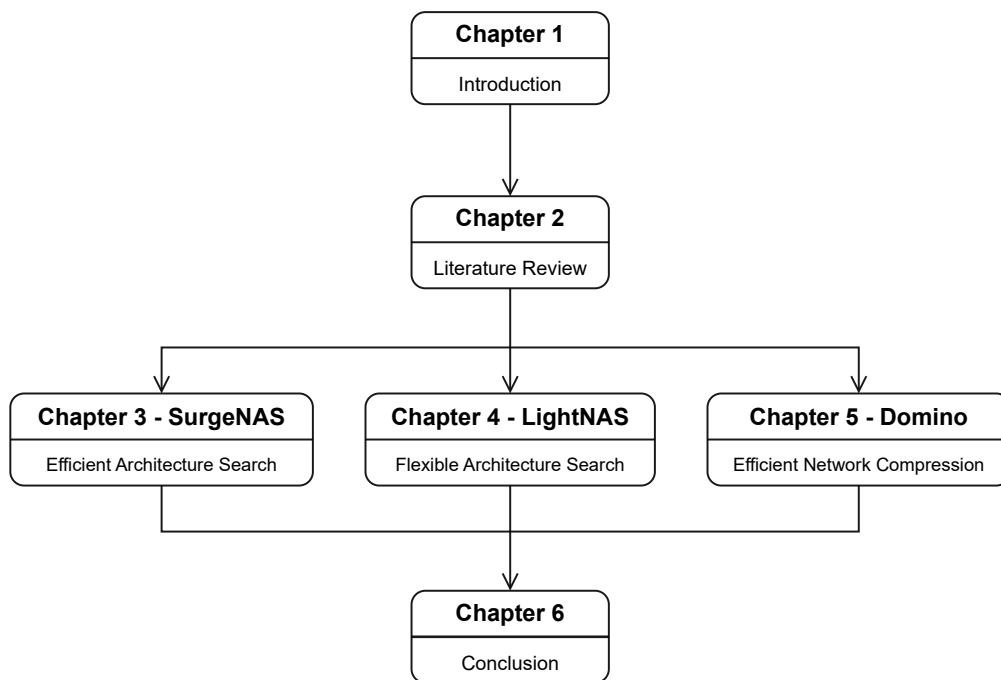 Chapter 1
Introduction
Chapter 2
Literature Review
Chapter 3 - SurgeNAS
Efficient Architecture Search
Chapter 4 - LightNAS
Flexible Architecture Search
Chapter 5 - Domino
Efficient Network Compression
Chapter 6
Conclusion